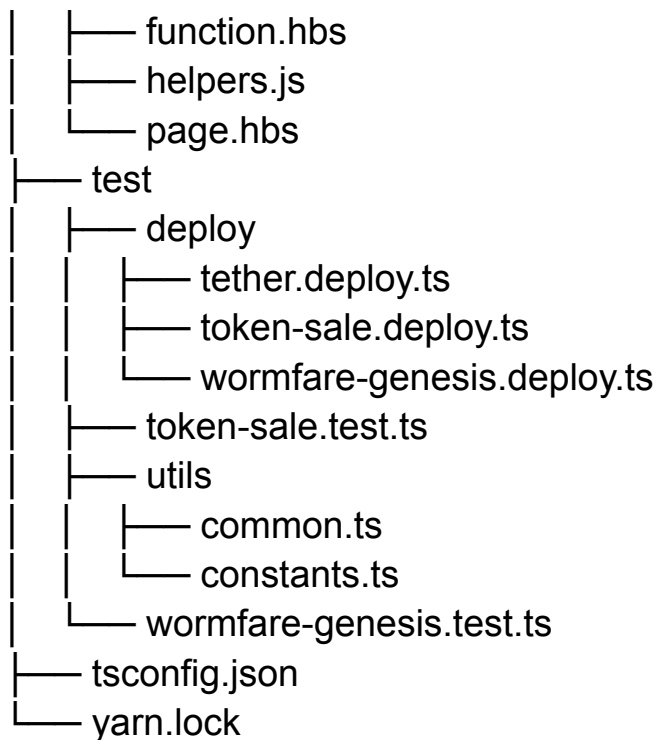 │   ├── function.hbs
│   ├── helpers.js
│   └── page.hbs
├── test
│   ├── deploy
│   │   ├── tether.deploy.ts
│   │   ├── token-sale.deploy.ts
│   │   └── wormfare-genesis.deploy.ts
│   ├── token-sale.test.ts
│   ├── utils
│   │   ├── common.ts
│   │   └── constants.ts
│   └── wormfare-genesis.test.ts
├── tsconfig.json
└── yarn.lock